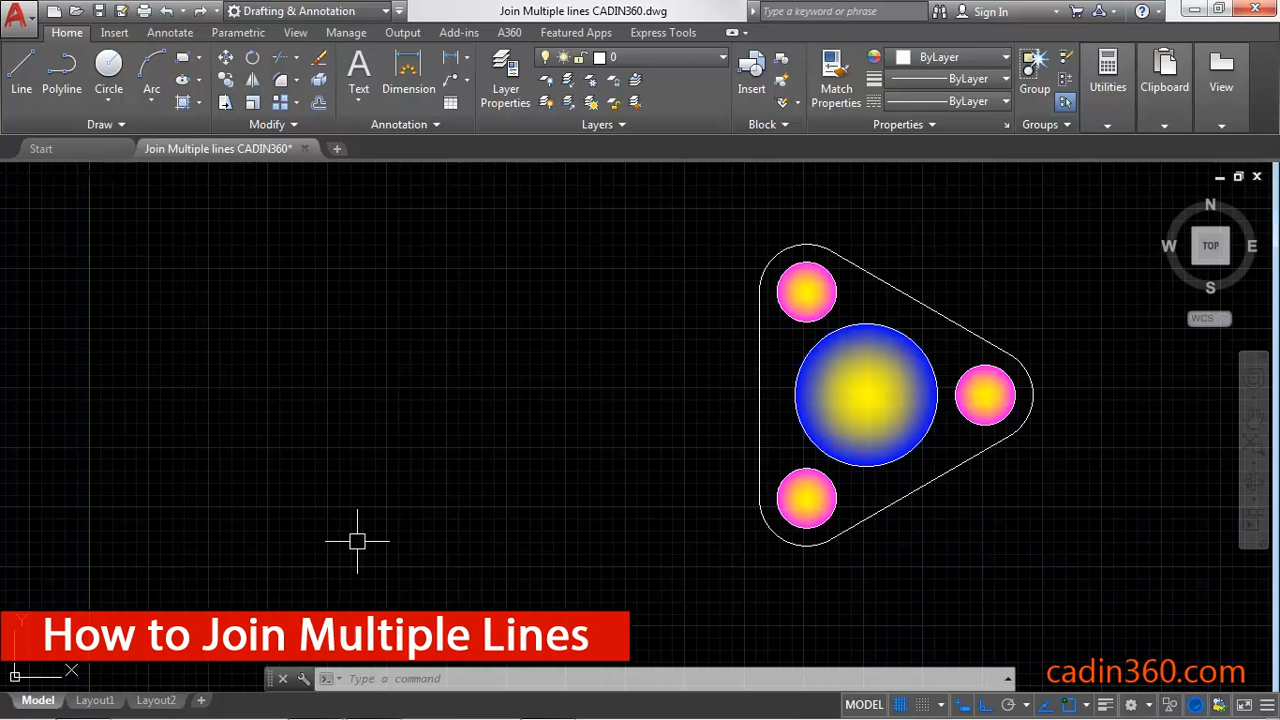 Drafting & Annotation
Join Multiple lines CADIN360.dwg
Type a keyword or phrase
Sign In
Home Insert Annotate Parametric View Manage Output Add-ins A360 Featured Apps Express Tools
Line Polyline Circle Arc
Text Dimension
Layer Properties
0
Insert
Match Properties
ByLayer
ByLayer
ByLayer
Group
Utilities Clipboard View
Draw Modify Annotation Layers Block Properties Groups
Start Join Multiple lines CADIN360*
N
W TOP E
S
WCS
How to Join Multiple Lines
Type a command
cadin360.com
X
Model Layout1 Layout2
MODEL